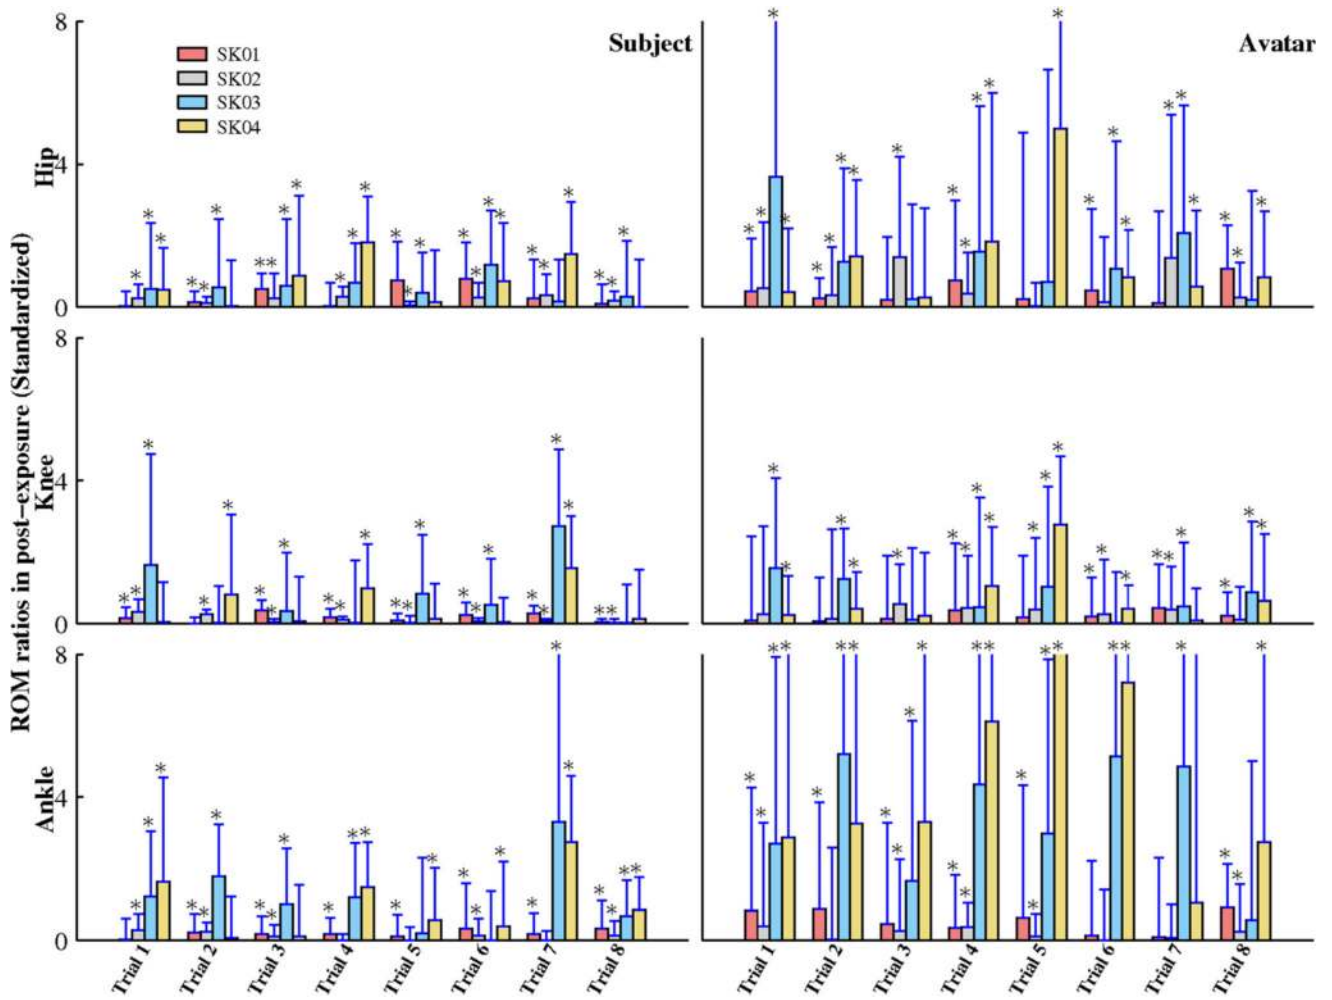 8
Subject
Avatar
SK01
SK02
SK03
SK04
4
Hip
0
ROM ratios in post-exposure (Standardized)
8
4
Knee
0
8
4
Ankle
0
Trial 1
Trial 2
Trial 3
Trial 4
Trial 5
Trial 6
Trial 7
Trial 8
Trial 1
Trial 2
Trial 3
Trial 4
Trial 5
Trial 6
Trial 7
Trial 8